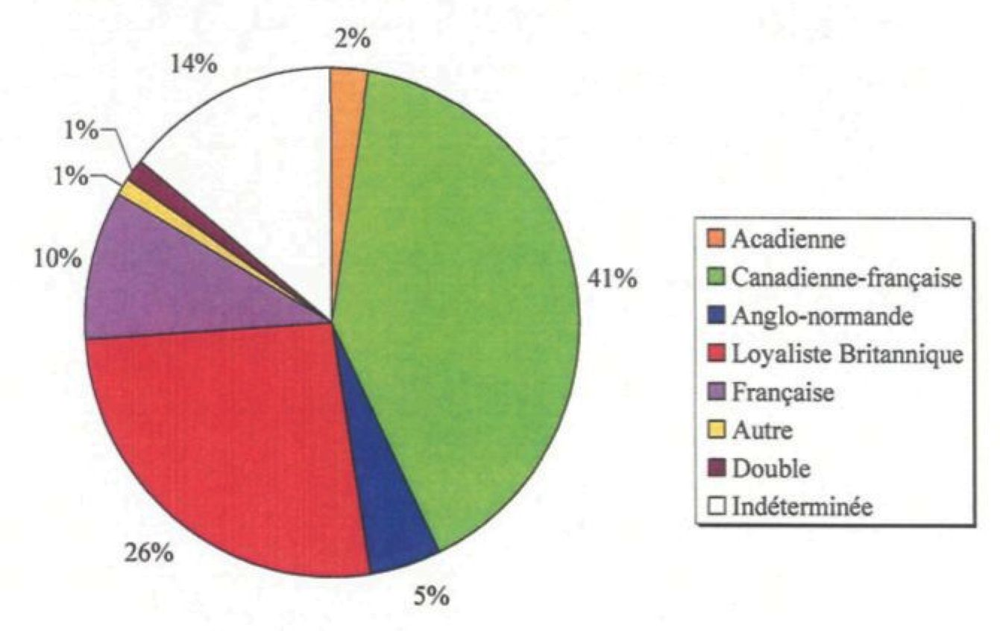 2%
14%
1%
1%
10%
41%
26%
5%
Acadienne
Canadienne-française
Anglo-normande
Loyaliste Britannique
Française
Autre
Double
Indéterminée